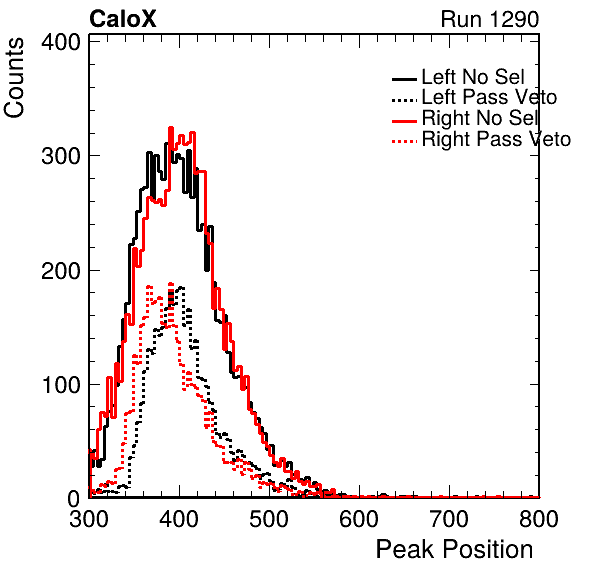 CaloX Run 1290
Counts
400
Left No Sel
Left Pass Veto
Right No Sel
Right Pass Veto
300
200
100
0
300 400 500 600 700 800
Peak Position